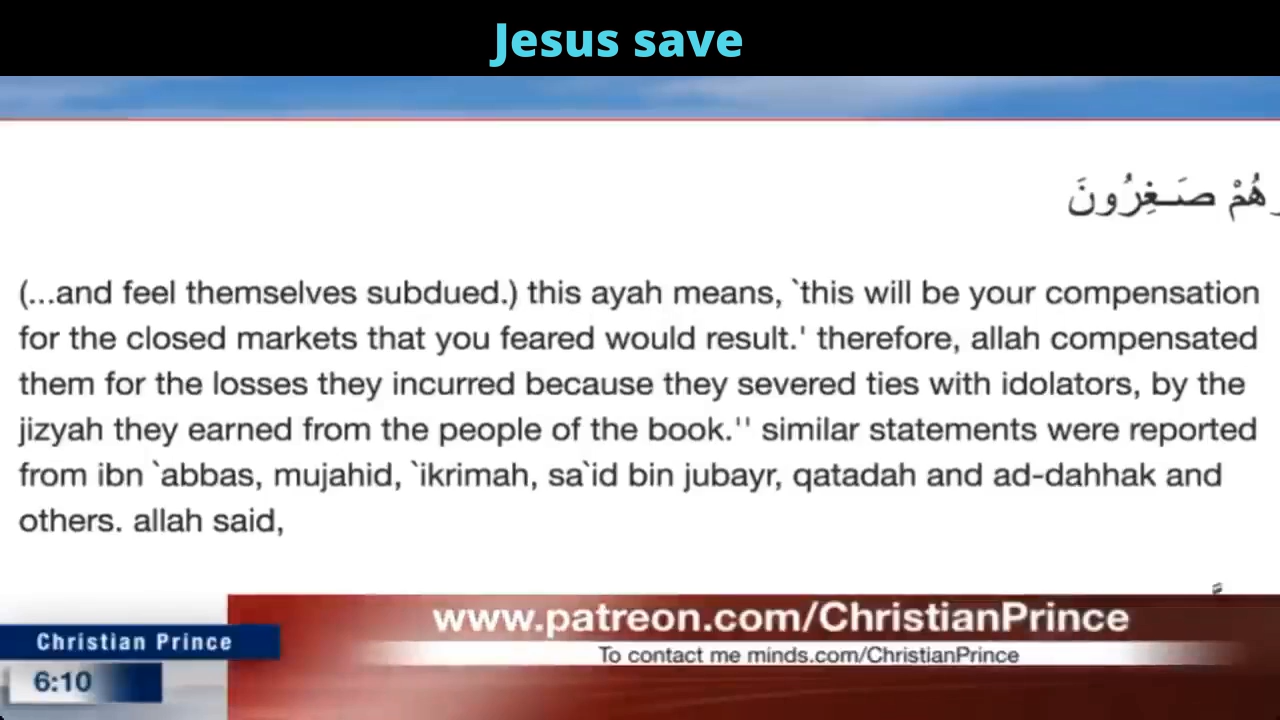 Jesus save
هُمْ صَـغِرُونَ
(...and feel themselves subdued.) this ayah means, `this will be your compensation
for the closed markets that you feared would result.' therefore, allah compensated
them for the losses they incurred because they severed ties with idolators, by the
jizyah they earned from the people of the book.'' similar statements were reported
from ibn `abbas, mujahid, `ikrimah, sa`id bin jubayr, qatadah and ad-dahhak and
others. allah said,
www.patreon.com/ChristianPrince
Christian Prince
To contact me minds.com/ChristianPrince
6:10